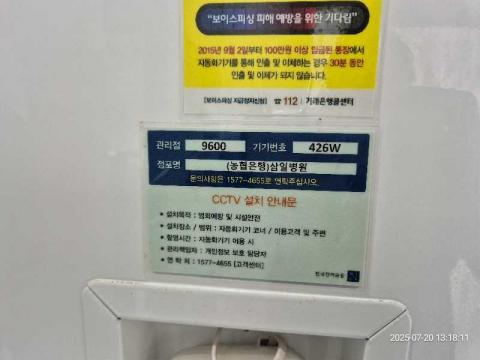 "보이스피싱 피해 예방을 위한 기다림"
2015년 9월 2일부터 100만원 이상 입금된 통장에서
자동화기기를 통해 인출 및 이체하는 경우 30분 동안
인출 및 이체가 되지 않습니다.
[보이스피싱 지급정지신청] ☎ 112 | 거래은행콜센터
관리점 9600 기기번호 426W
점포명 (농협은행)삼일병원
문의사항은 1577-4655로 연락주십시오.
CCTV 설치 안내문
• 설치목적 : 범죄예방 및 시설안전
• 설치장소 / 범위 : 자동화기기 코너 / 이용고객 및 주변
• 촬영시간 : 자동화기기 이용 시
• 관리책임자 : 개인정보 보호 담당자
• 연 락 처 : 1577-4655 [고객센터]
한국전자금융
2025-07-20 13:18:11